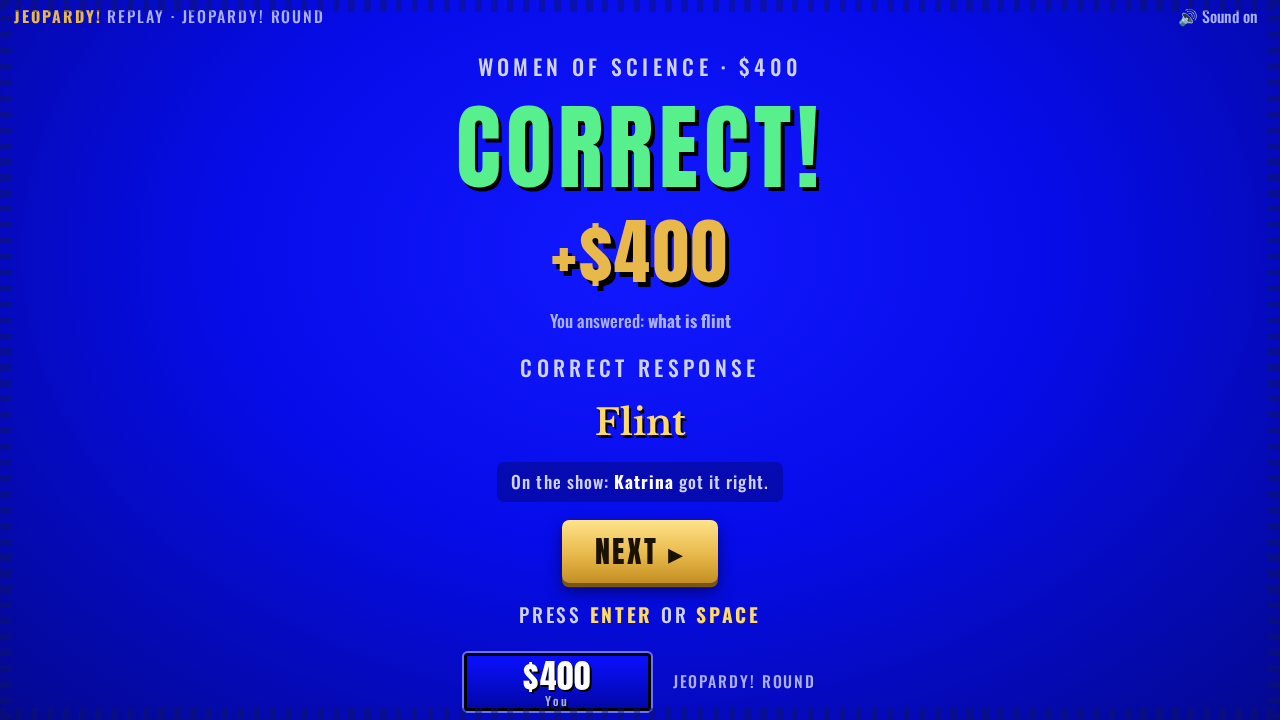 JEOPARDY! REPLAY · JEOPARDY! ROUND
🔊 Sound on
WOMEN OF SCIENCE · $400
CORRECT!
+$400
You answered: what is flint
CORRECT RESPONSE
Flint
On the show: Katrina got it right.
NEXT ▶
PRESS ENTER OR SPACE
$400
You
JEOPARDY! ROUND